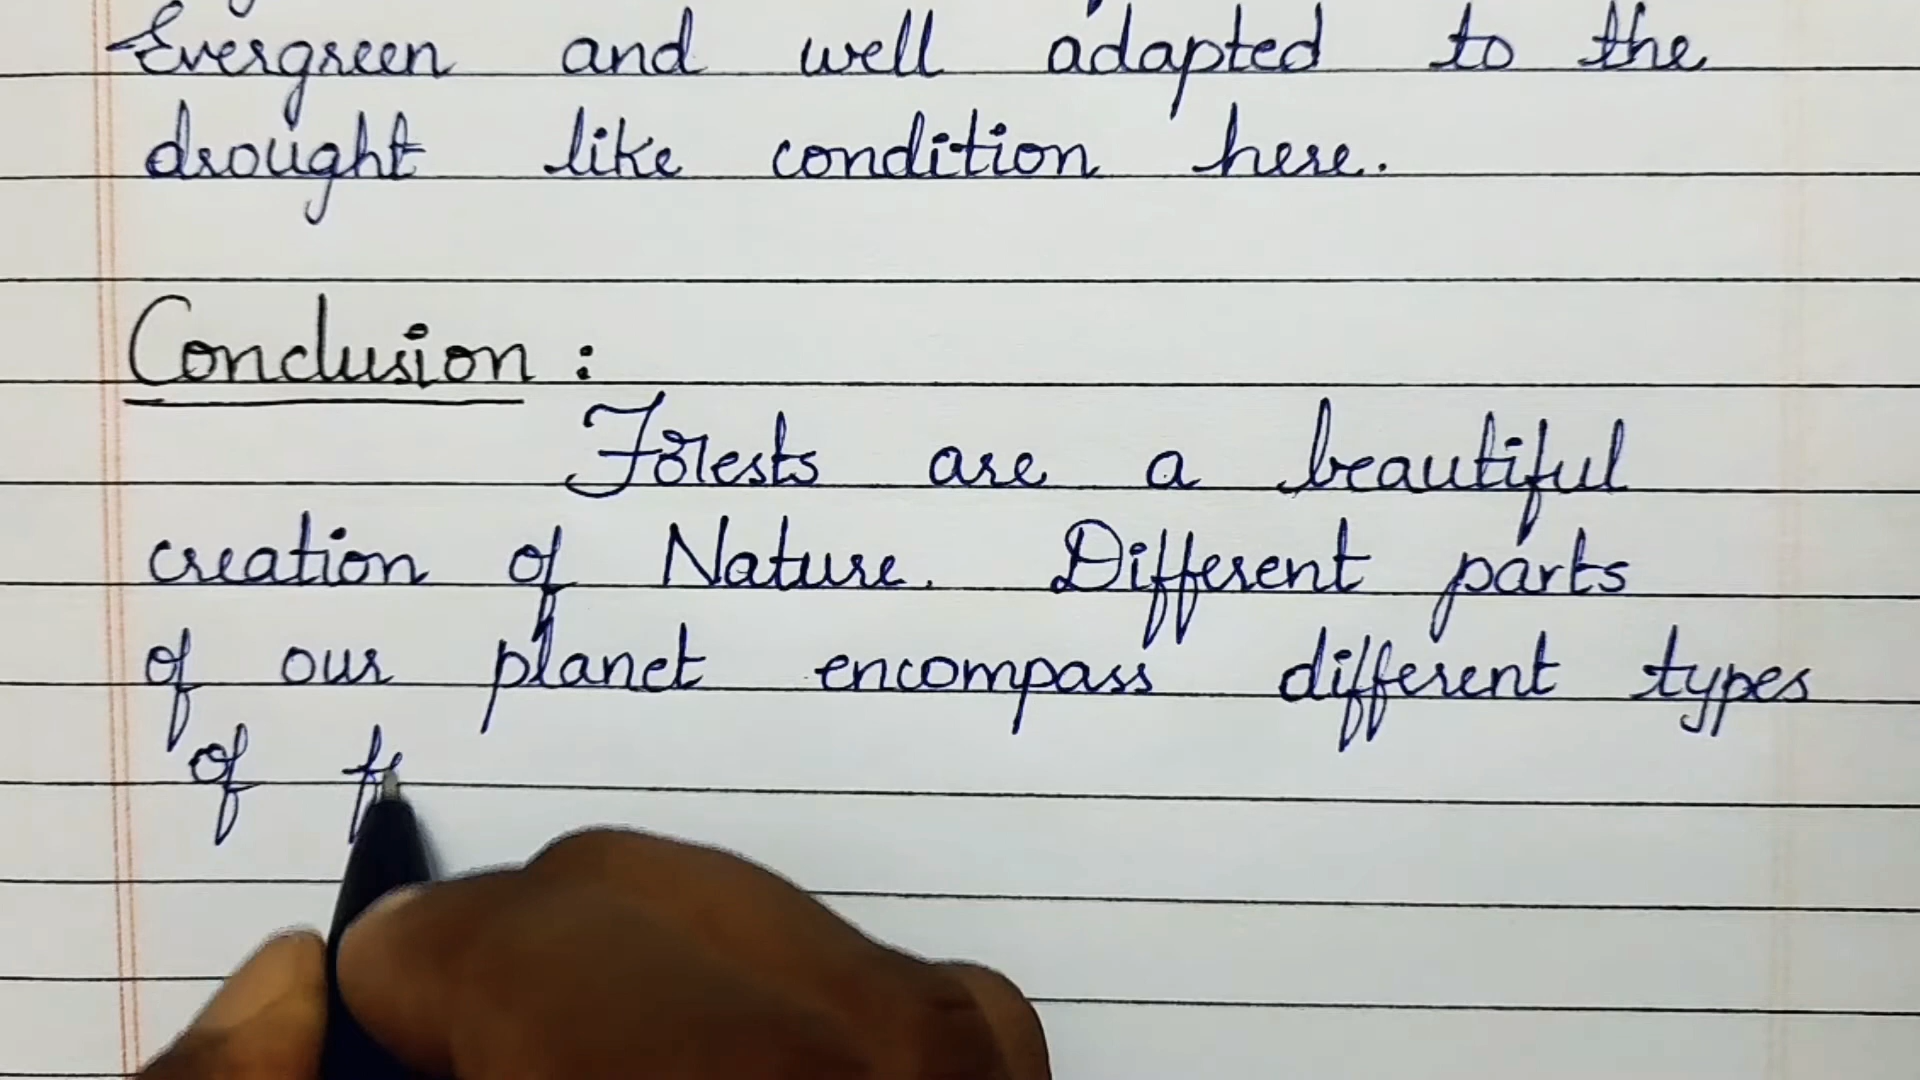 Evergreen and well adapted to the
drought like condition here.
Conclusion :
Forests are a beautiful
creation of Nature. Different parts
of our planet encompass different types
of